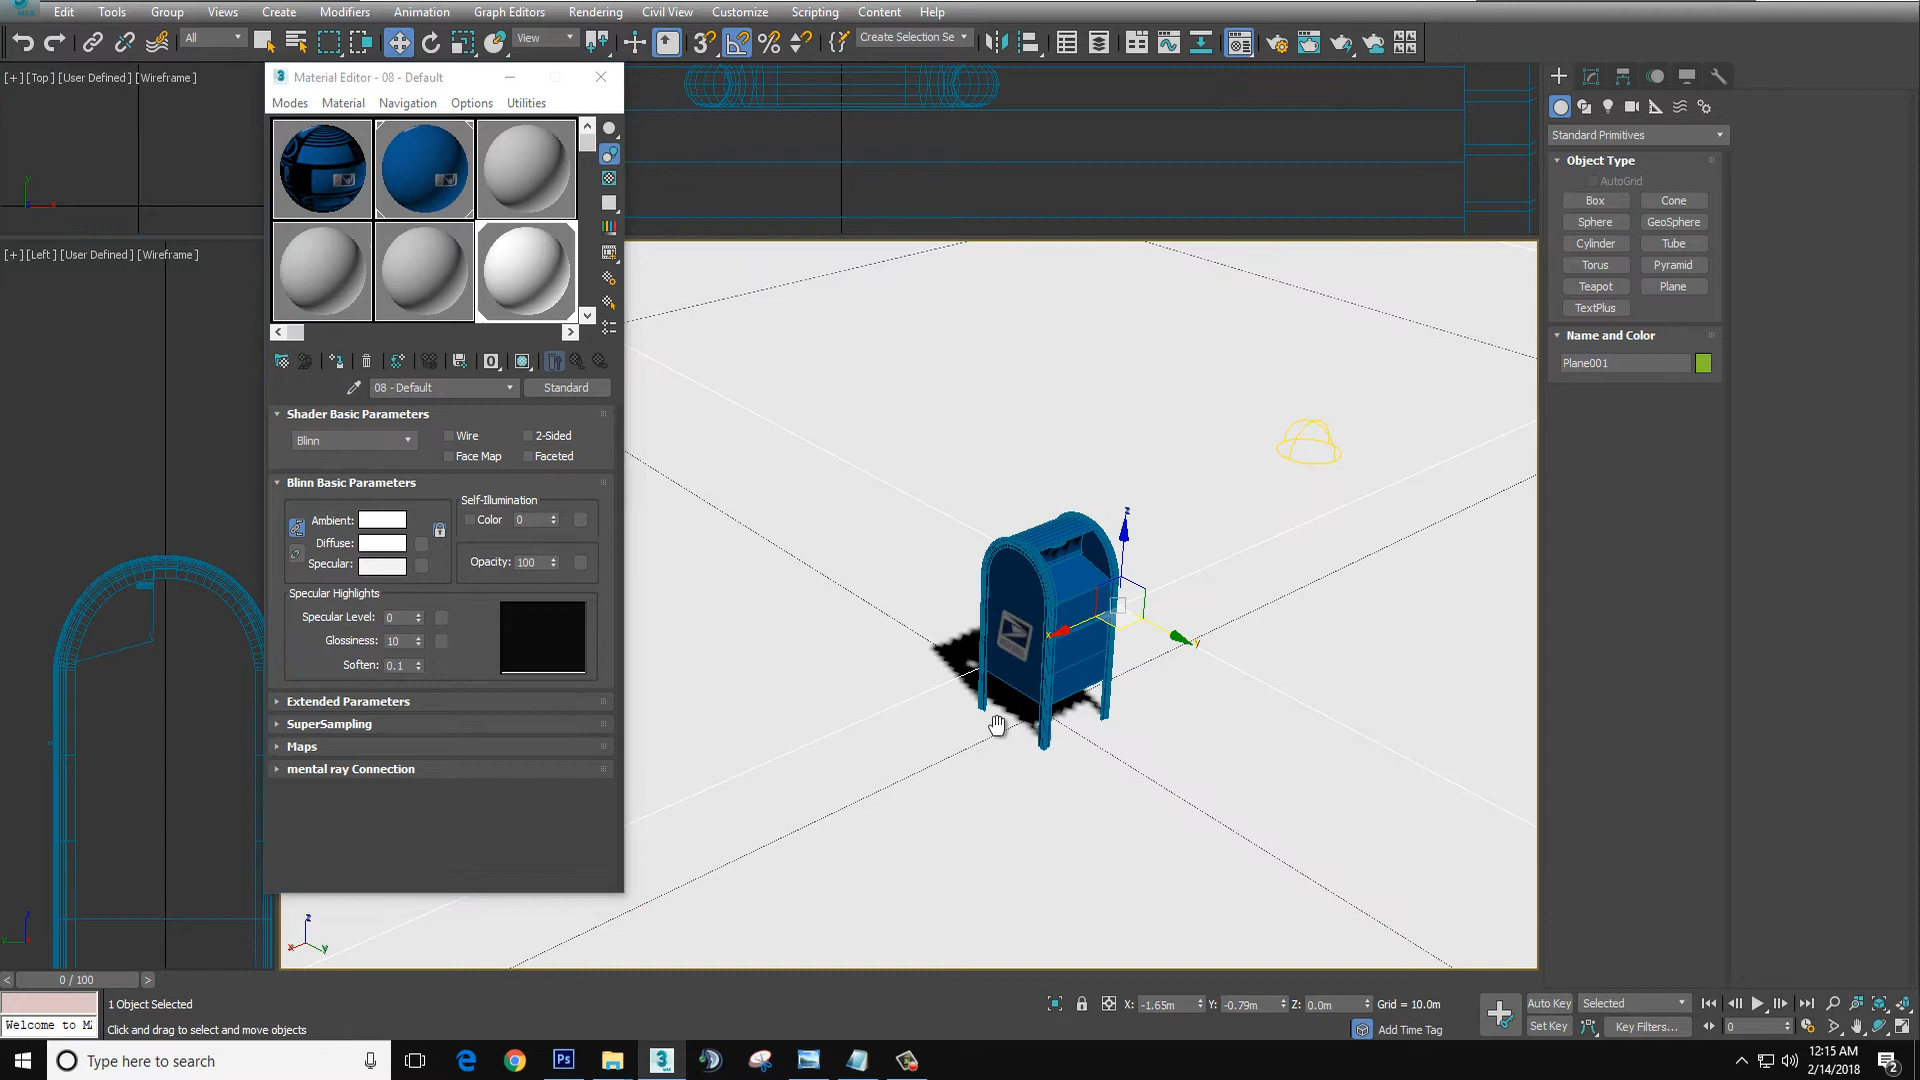 Edit Tools Group Views Create Modifiers Animation Graph Editors Rendering Civil View Customize Scripting Content Help
All View Create Selection Se
[+] [Top] [User Defined] [Wireframe]
Material Editor - 08 - Default
Modes Material Navigation Options Utilities
08 - Default Standard
Shader Basic Parameters
Blinn Wire 2-Sided
Face Map Faceted
Blinn Basic Parameters
Self-Illumination
Ambient: Color 0
Diffuse:
Specular: Opacity: 100
Specular Highlights
Specular Level: 0
Glossiness: 10
Soften: 0.1
Extended Parameters
SuperSampling
Maps
mental ray Connection
[+] [Left] [User Defined] [Wireframe]
Standard Primitives
Object Type
AutoGrid
Box Cone
Sphere GeoSphere
Cylinder Tube
Torus Pyramid
Teapot Plane
TextPlus
Name and Color
Plane001
z
x
y
z
x y
0 / 100
1 Object Selected
Welcome to M
Click and drag to select and move objects
X: -1.65m Y: -0.79m Z: 0.0m Grid = 10.0m
Add Time Tag
Auto Key Selected
Set Key Key Filters... 0
Type here to search
Ps
3
12:15 AM
2/14/2018
2